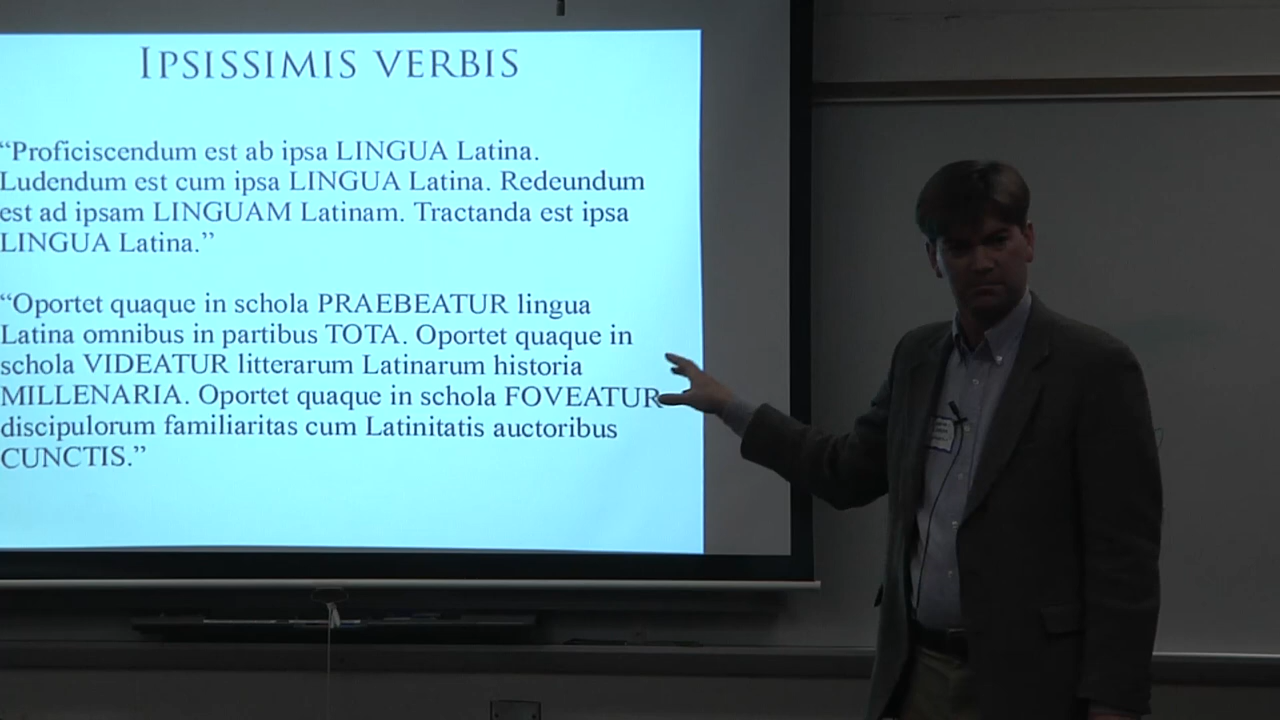 IPSISSIMIS VERBIS
“Proficiscendum est ab ipsa LINGUA Latina.
Ludendum est cum ipsa LINGUA Latina. Redeundum
est ad ipsam LINGUAM Latinam. Tractanda est ipsa
LINGUA Latina.”
“Oportet quaque in schola PRAEBEATUR lingua
Latina omnibus in partibus TOTA. Oportet quaque in
schola VIDEATUR litterarum Latinarum historia
MILLENARIA. Oportet quaque in schola FOVEATUR
discipulorum familiaritas cum Latinitatis auctoribus
CUNCTIS.”